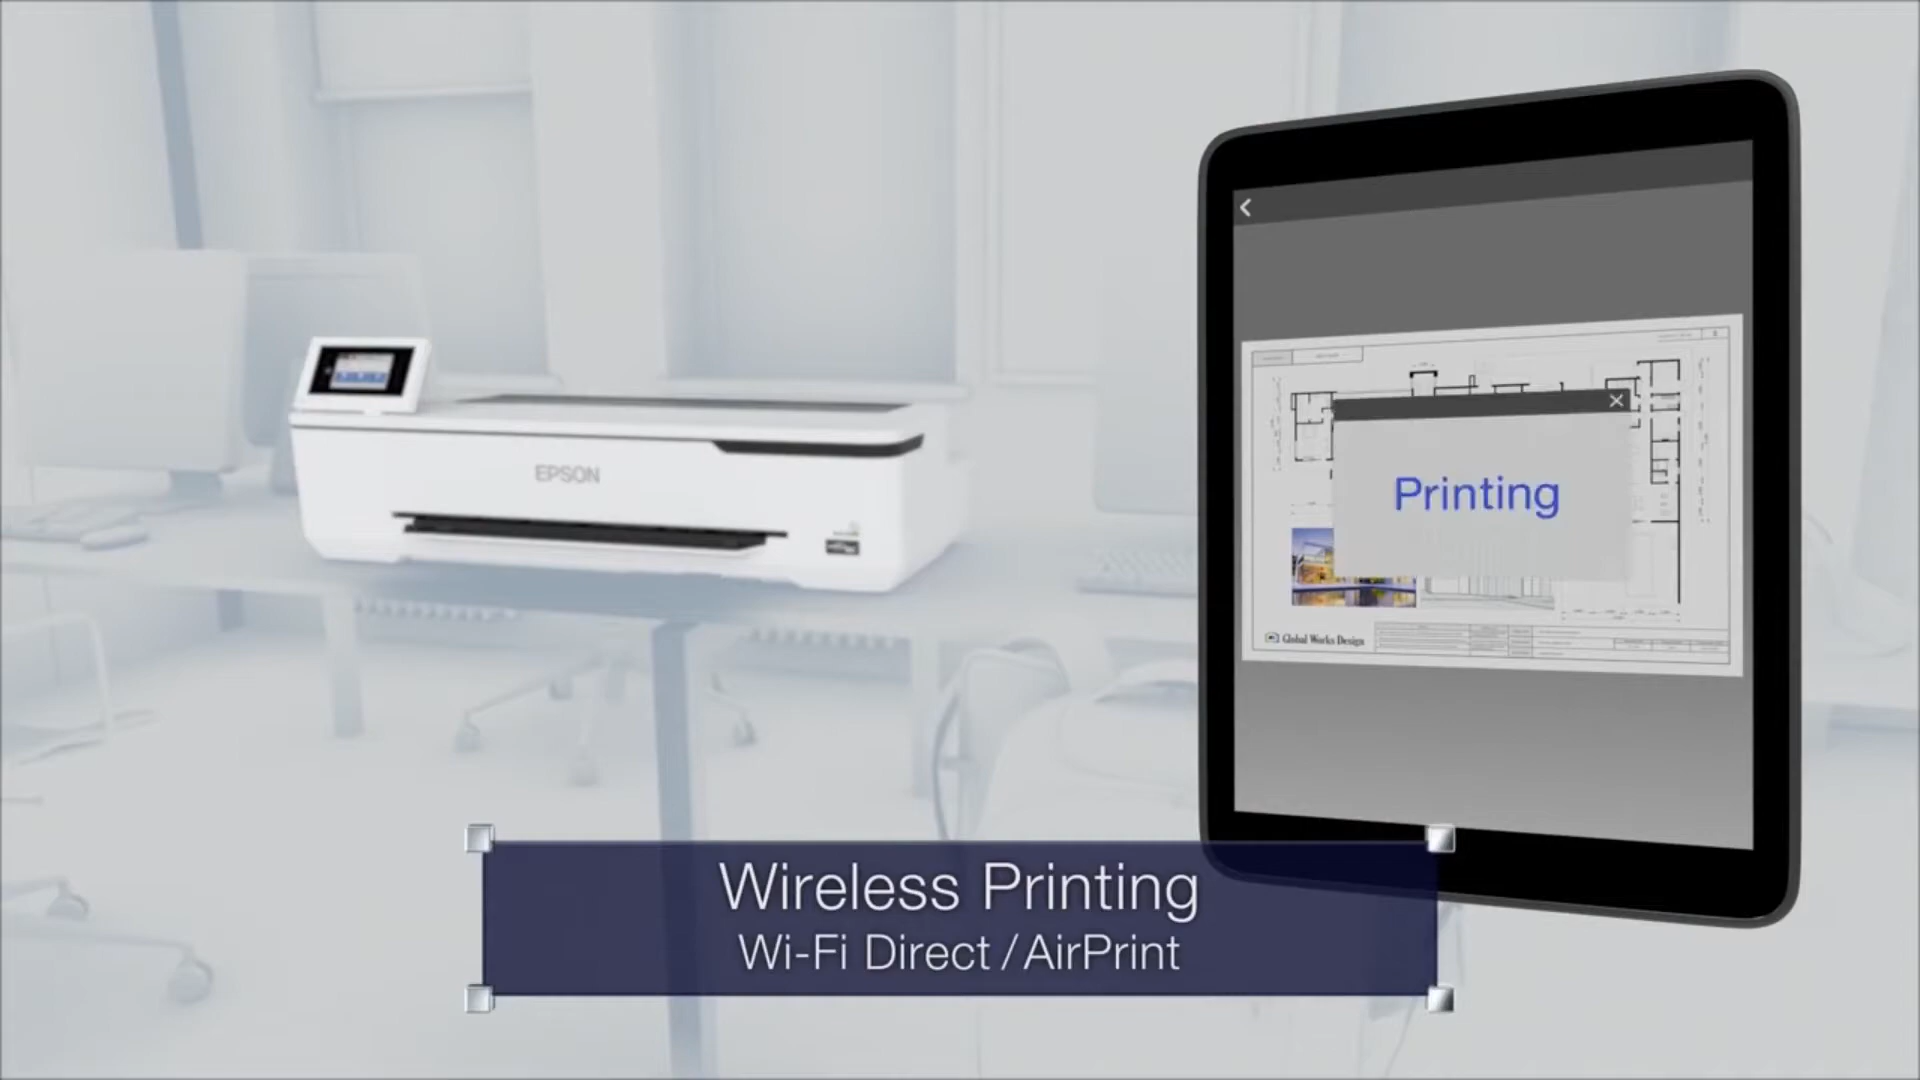 EPSON
Printing
Global Works Design
Wireless Printing
Wi-Fi Direct / AirPrint